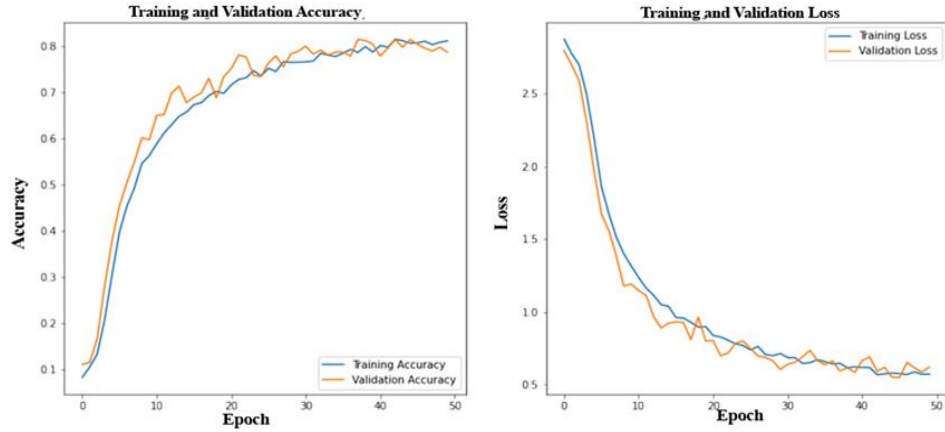 Training and Validation Accuracy
0.8
0.7
0.6
0.5
0.4
0.3
0.2
0.1
Accuracy
Training Accuracy
Validation Accuracy
0 10 20 30 40 50
Epoch
Training and Validation Loss
Training Loss
Validation Loss
2.5
2.0
1.5
1.0
0.5
Loss
0 10 20 30 40 50
Epoch